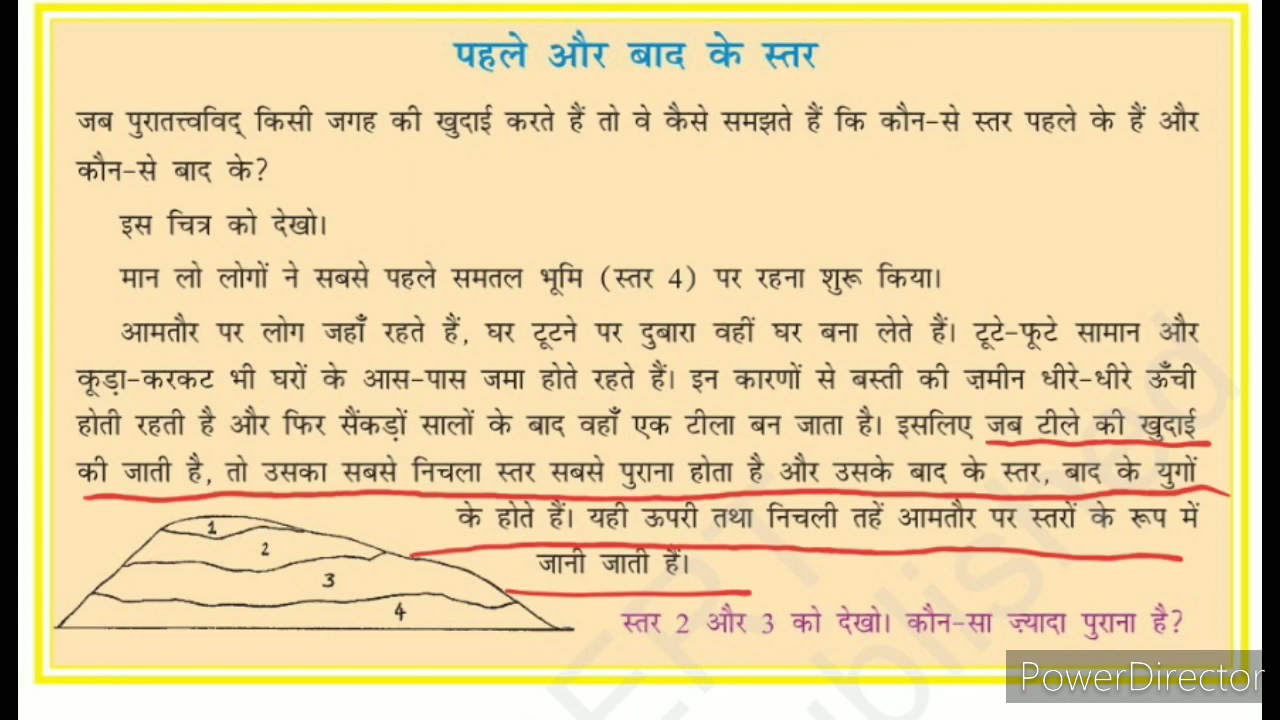 पहले और बाद के स्तर
जब पुरातत्त्वविद् किसी जगह की खुदाई करते हैं तो वे कैसे समझते हैं कि कौन-से स्तर पहले के हैं और
कौन-से बाद के?
इस चित्र को देखो।
मान लो लोगों ने सबसे पहले समतल भूमि (स्तर 4) पर रहना शुरू किया।
आमतौर पर लोग जहाँ रहते हैं, घर टूटने पर दुबारा वहीं घर बना लेते हैं। टूटे-फूटे सामान और
कूड़ा-करकट भी घरों के आस-पास जमा होते रहते हैं। इन कारणों से बस्ती की ज़मीन धीरे-धीरे ऊँची
होती रहती है और फिर सैंकड़ों सालों के बाद वहाँ एक टीला बन जाता है। इसलिए जब टीले की खुदाई
की जाती है, तो उसका सबसे निचला स्तर सबसे पुराना होता है और उसके बाद के स्तर, बाद के युगों
के होते हैं। यही ऊपरी तथा निचली तहें आमतौर पर स्तरों के रूप में
जानी जाती हैं।
1
2
3
4
स्तर 2 और 3 को देखो। कौन-सा ज़्यादा पुराना है?
PowerDirector